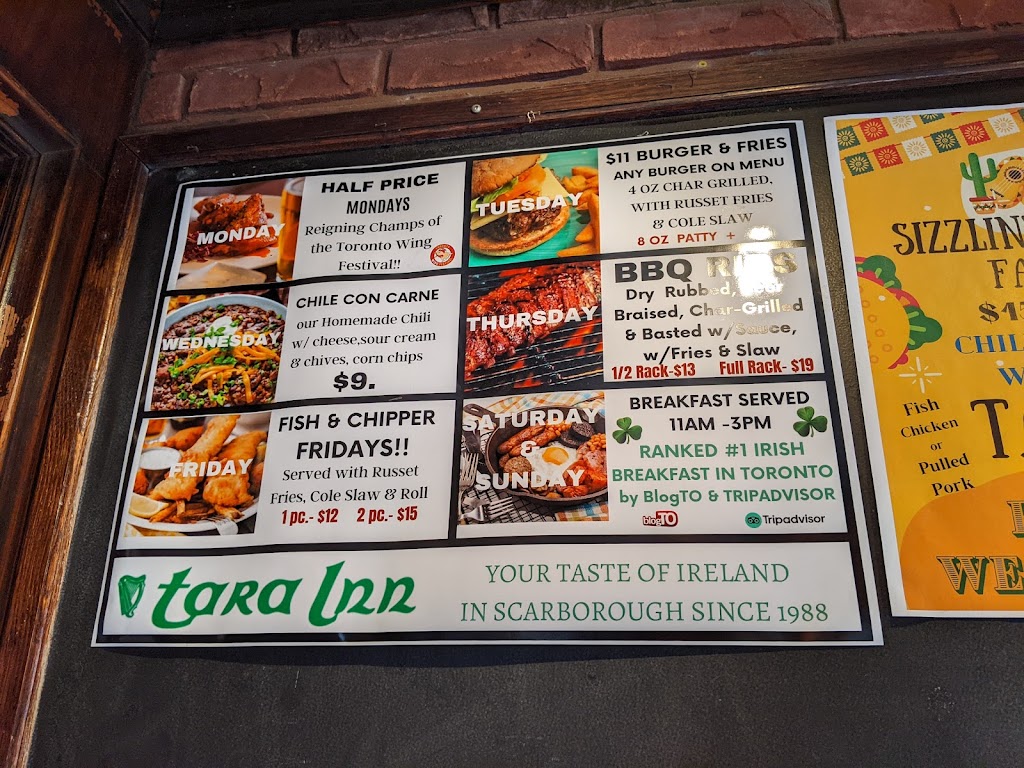 MONDAY
HALF PRICE
MONDAYS
Reigning Champs of
the Toronto Wing
Festival!!
TUESDAY
$11 BURGER & FRIES
ANY BURGER ON MENU
4 OZ CHAR GRILLED,
WITH RUSSET FRIES
& COLE SLAW
8 OZ PATTY +
WEDNESDAY
CHILE CON CARNE
our Homemade Chili
w/ cheese,sour cream
& chives, corn chips
$9.
THURSDAY
BBQ RIBS
Dry Rubbed,
Braised, Char-Grilled
& Basted w/Sauce,
w/Fries & Slaw
1/2 Rack-$13 Full Rack- $19
FRIDAY
FISH & CHIPPER
FRIDAYS!!
Served with Russet
Fries, Cole Slaw & Roll
1 pc.- $12 2 pc.- $15
SATURDAY
&
SUNDAY
BREAKFAST SERVED
11AM -3PM
RANKED #1 IRISH
BREAKFAST IN TORONTO
by BlogTO & TRIPADVISOR
blogTO Tripadvisor
tara Inn
YOUR TASTE OF IRELAND
IN SCARBOROUGH SINCE 1988
SIZZLIN
FA
CHIL
W
Fish
Chicken
or
Pulled
Pork
TA
WE